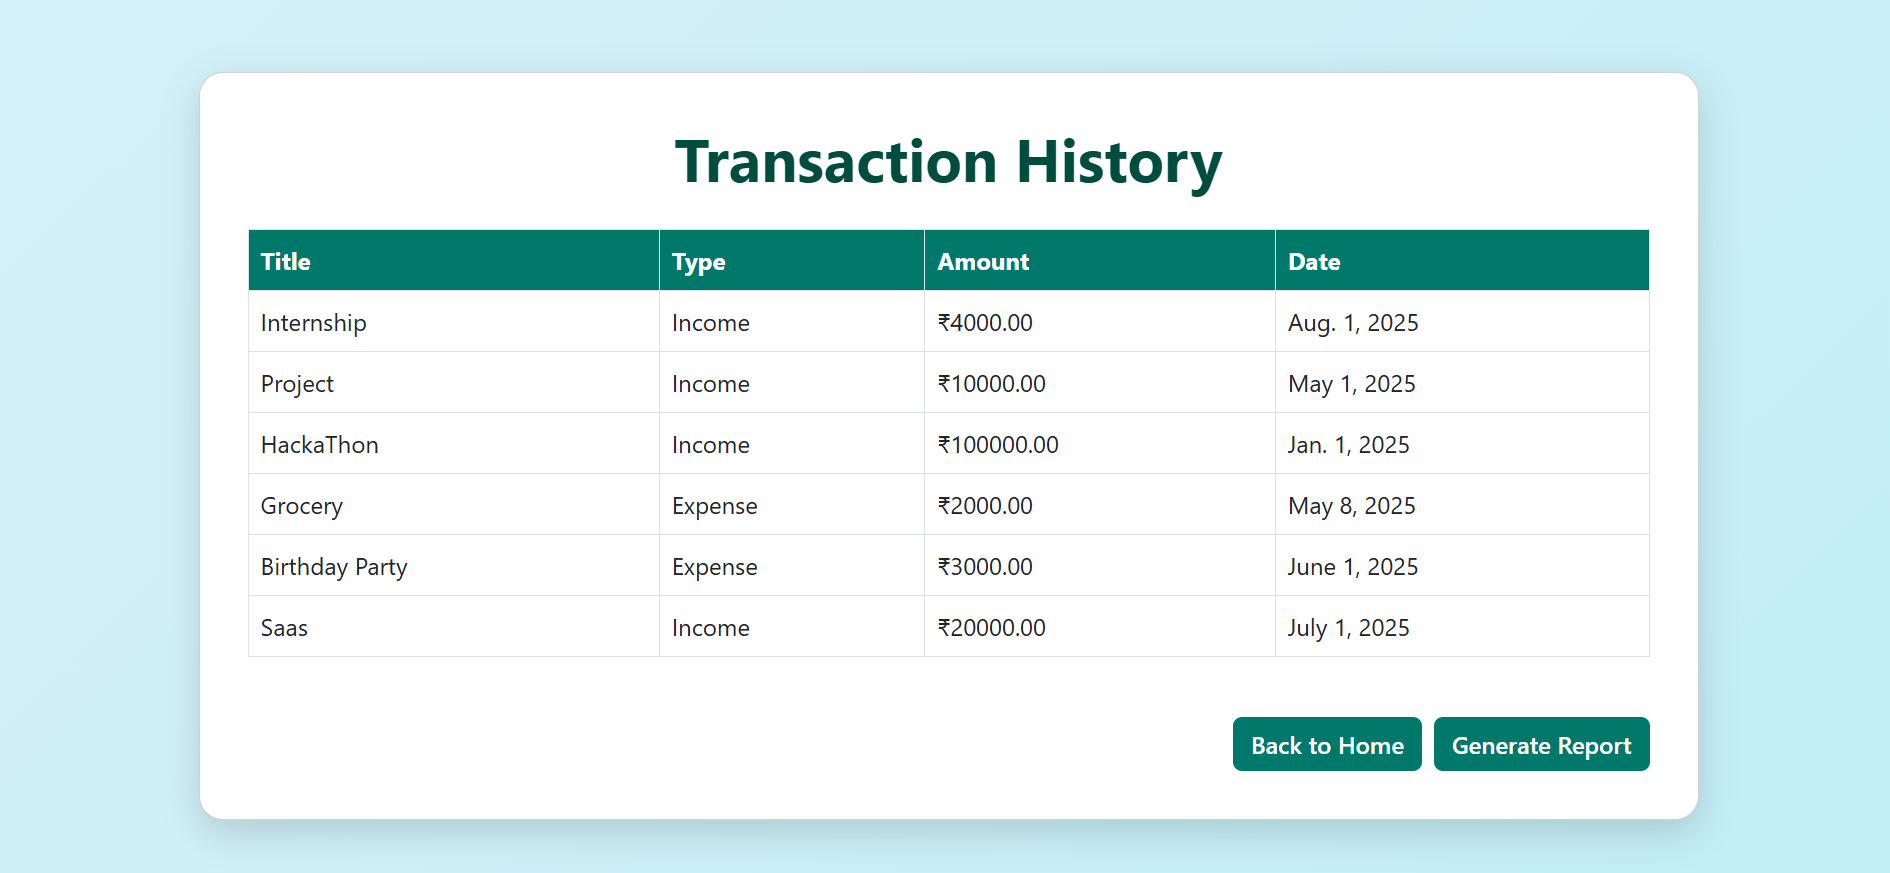 Transaction History
Title Type Amount Date
Internship Income ₹4000.00 Aug. 1, 2025
Project Income ₹10000.00 May 1, 2025
HackaThon Income ₹100000.00 Jan. 1, 2025
Grocery Expense ₹2000.00 May 8, 2025
Birthday Party Expense ₹3000.00 June 1, 2025
Saas Income ₹20000.00 July 1, 2025
Back to Home Generate Report